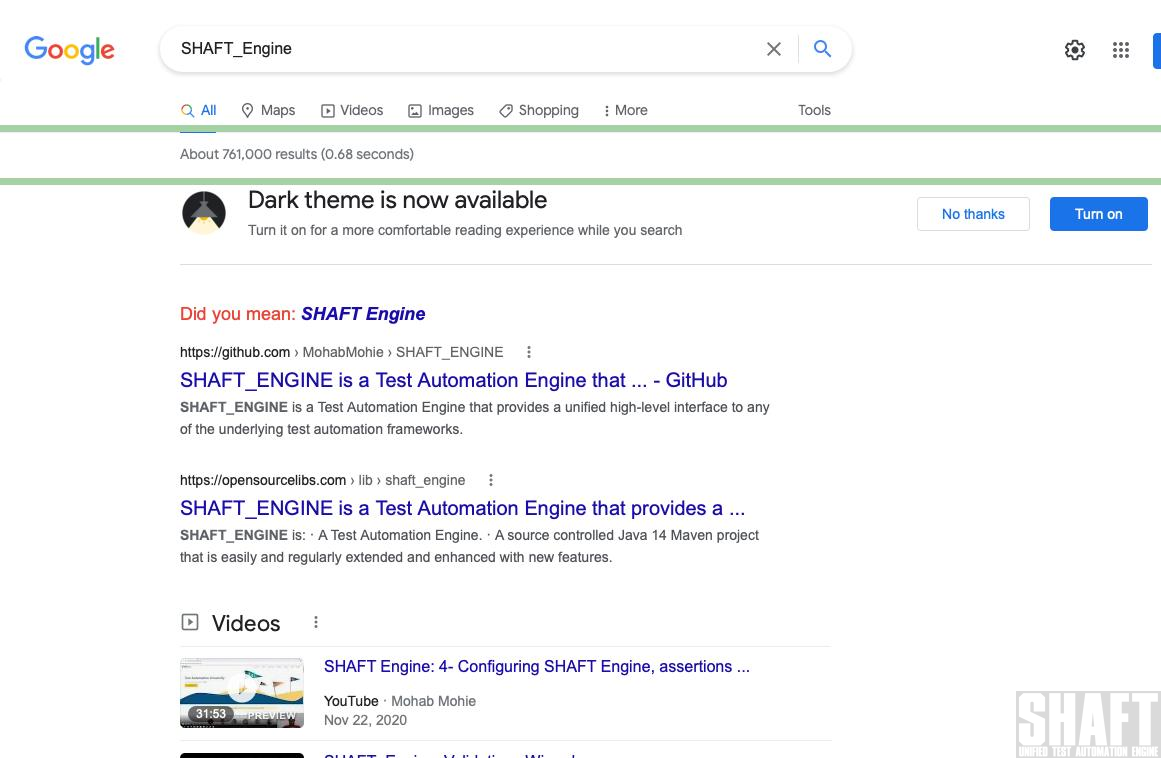 Google
SHAFT_Engine
All Maps Videos Images Shopping More Tools
About 761,000 results (0.68 seconds)
Dark theme is now available
No thanks Turn on
Turn it on for a more comfortable reading experience while you search
Did you mean: SHAFT Engine
https://github.com › MohabMohie › SHAFT_ENGINE
SHAFT_ENGINE is a Test Automation Engine that ... - GitHub
SHAFT_ENGINE is a Test Automation Engine that provides a unified high-level interface to any
of the underlying test automation frameworks.
https://opensourcelibs.com › lib › shaft_engine
SHAFT_ENGINE is a Test Automation Engine that provides a ...
SHAFT_ENGINE is: · A Test Automation Engine. · A source controlled Java 14 Maven project
that is easily and regularly extended and enhanced with new features.
Videos
SHAFT Engine: 4- Configuring SHAFT Engine, assertions ...
YouTube · Mohab Mohie
Nov 22, 2020
31:53 PREVIEW
SHAFT
UNIFIED TEST AUTOMATION ENGINE